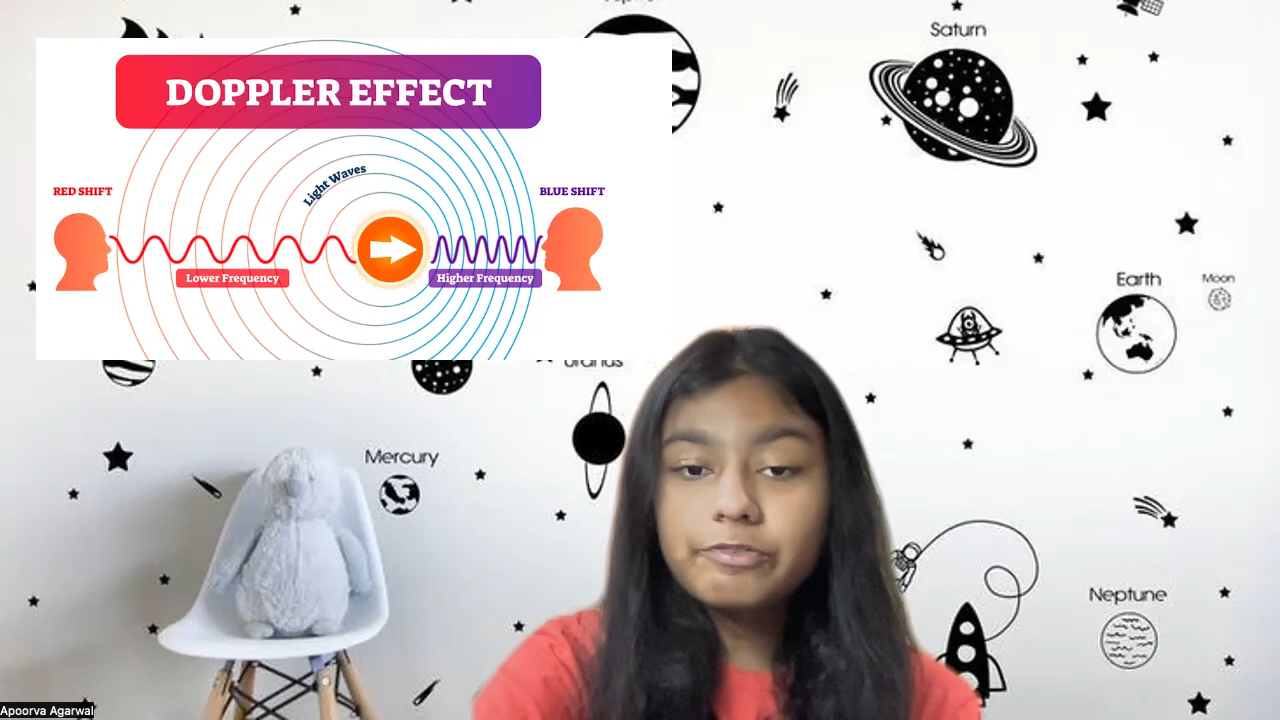 Saturn
DOPPLER EFFECT
Light Waves
RED SHIFT
BLUE SHIFT
Lower Frequency
Higher Frequency
Earth
Moon
Uranus
Mercury
Neptune
Apoorva Agarwal